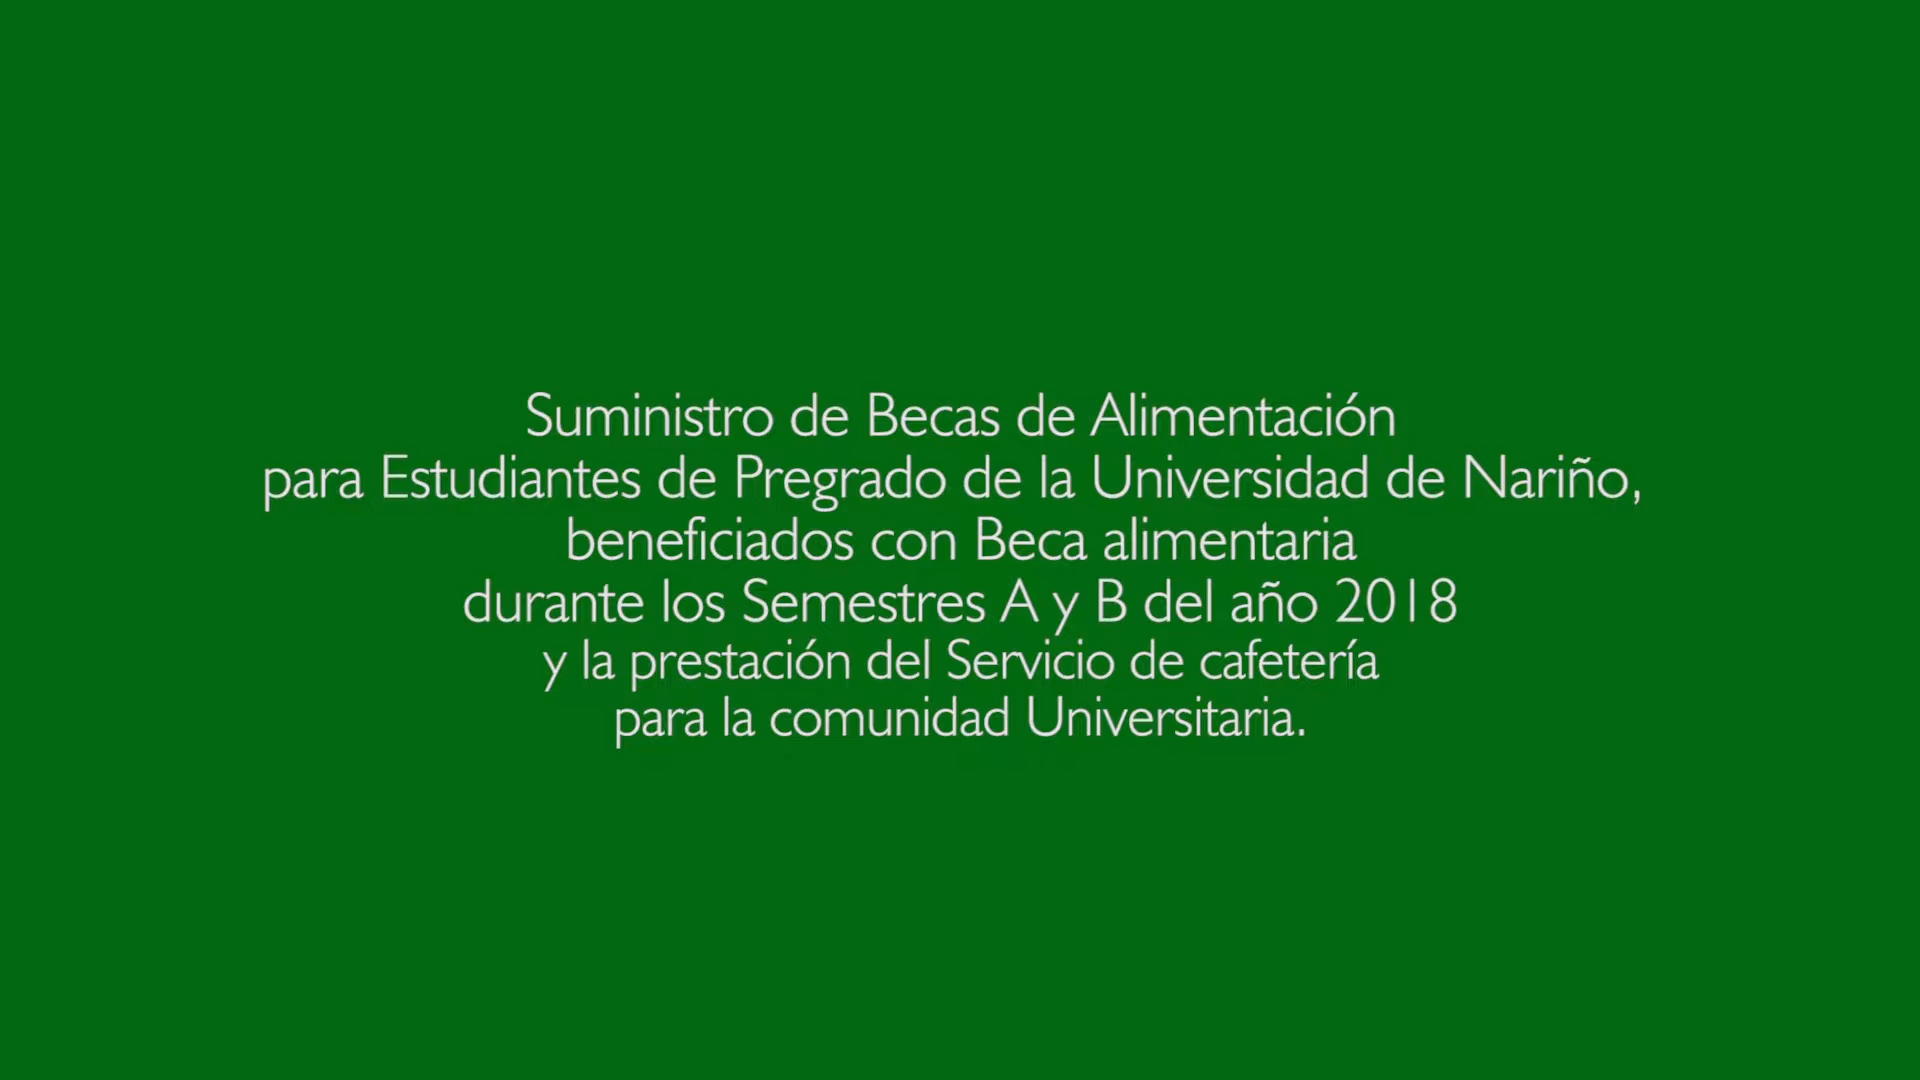 Suministro de Becas de Alimentación
para Estudiantes de Pregrado de la Universidad de Nariño,
beneficiados con Beca alimentaria
durante los Semestres A y B del año 2018
y la prestación del Servicio de cafetería
para la comunidad Universitaria.